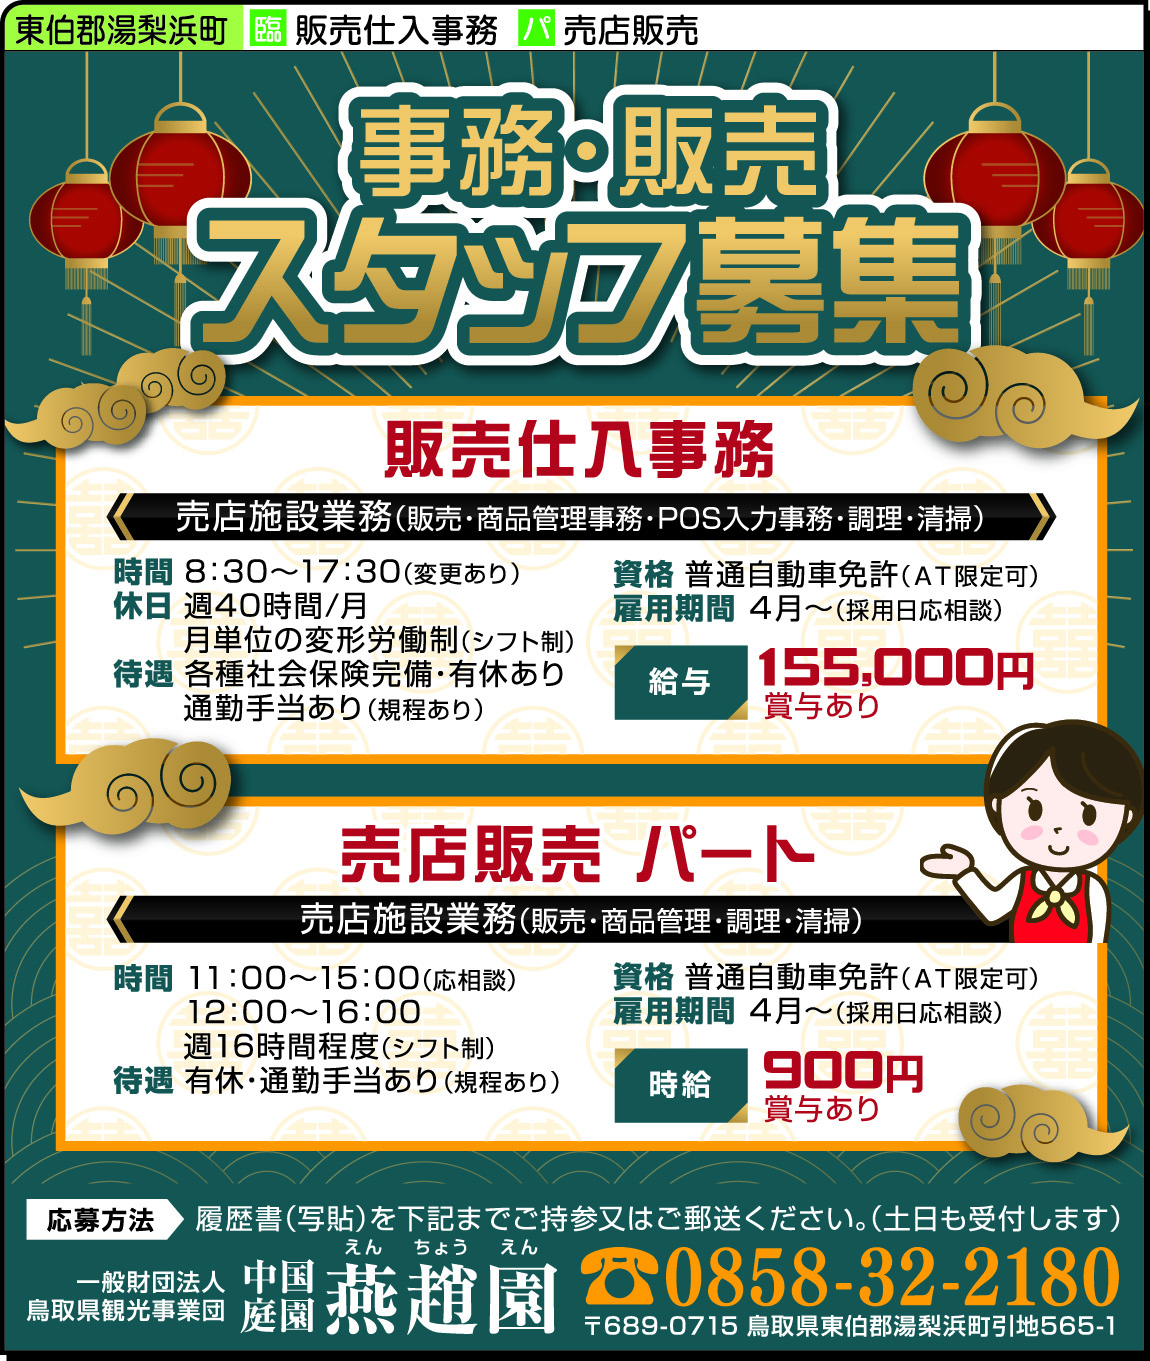 東伯郡湯梨浜町 臨 販売仕入事務 パ 売店販売
事務・販売
スタッフ募集
販売仕入事務
売店施設業務(販売・商品管理事務・POS入力事務・調理・清掃)
時間 8:30〜17:30(変更あり)
休日 週40時間/月
月単位の変形労働制(シフト制)
待遇 各種社会保険完備・有休あり
通勤手当あり(規程あり)
資格 普通自動車免許(AT限定可)
雇用期間 4月〜(採用日応相談)
給与 155,000円
賞与あり
売店販売 パート
売店施設業務(販売・商品管理・調理・清掃)
時間 11:00〜15:00(応相談)
12:00〜16:00
週16時間程度(シフト制)
待遇 有休・通勤手当あり(規程あり)
資格 普通自動車免許(AT限定可)
雇用期間 4月〜(採用日応相談)
時給 900円
賞与あり
応募方法 履歴書(写貼)を下記までご持参又はご郵送ください。(土日も受付します)
一般財団法人
鳥取県観光事業団
中国
庭園
えん ちょう えん
燕趙園
☎0858-32-2180
〒689-0715 鳥取県東伯郡湯梨浜町引地565-1